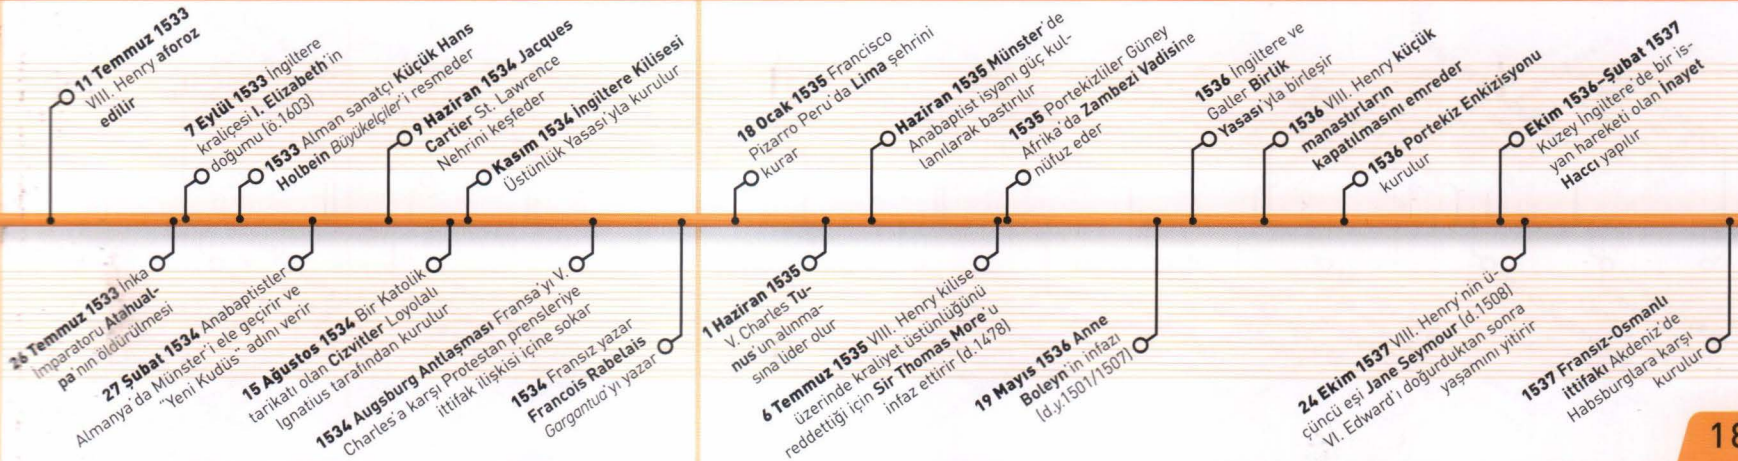 11 Temmuz 1533
VIII. Henry aforoz
edilir
7 Eylül 1533 İngiltere
kraliçesi I. Elizabeth'in
doğumu (ö.1603)
1533 Alman sanatçı Küçük Hans
Holbein Büyükelçiler'i resmeder
9 Haziran 1534 Jacques
Cartier St. Lawrence
Nehrini keşfeder
Kasım 1534 İngiltere Kilisesi
Üstünlük Yasası'yla kurulur
18 Ocak 1535 Francisco
Pizarro Peru'da Lima şehrini
kurar
Haziran 1535 Münster'de
Anabaptist isyanı güç kul-
lanılarak bastırılır
1535 Portekizliler Güney
Afrika'da Zambezi Vadisine
nüfuz eder
1536 İngiltere ve
Galler Birlik
Yasası'yla birleşir
1536 VIII. Henry küçük
manastırların
kapatılmasını emreder
1536 Portekiz Enkizisyonu
kurulur
Ekim 1536-Şubat 1537
Kuzey İngiltere'de bir is-
yan hareketi olan İnayet
Haccı yapılır
26 Temmuz 1533 İnka
İmparatoru Atahual-
pa'nın öldürülmesi
27 Şubat 1534 Anabaptistler
Almanya'da Münster'i ele geçirir ve
"Yeni Kudüs" adını verir
15 Ağustos 1534 Bir Katolik
tarikatı olan Cizvitler Loyolalı
Ignatius tarafından kurulur
1534 Augsburg Antlaşması Fransa'yı V.
Charles'a karşı Protestan prensleriye
ittifak ilişkisi içine sokar
1534 Fransız yazar
Francois Rabelais
Gargantua'yı yazar
1 Haziran 1535
V. Charles Tu-
nus'un alınma-
sına lider olur
6 Temmuz 1535 VIII. Henry kilise
üzerinde kraliyet üstünlüğünü
reddettiği için Sir Thomas More'u
infaz ettirir (d.1478)
19 Mayıs 1536 Anne
Boleyn'in infazı
(d.y.1501/1507)
24 Ekim 1537 VIII. Henry'nin ü-
çüncü eşi Jane Seymour (d.1508)
VI. Edward'ı doğurduktan sonra
yaşamını yitirir
1537 Fransız-Osmanlı
ittifakı Akdeniz'de
Habsburglara karşı
kurulur
18